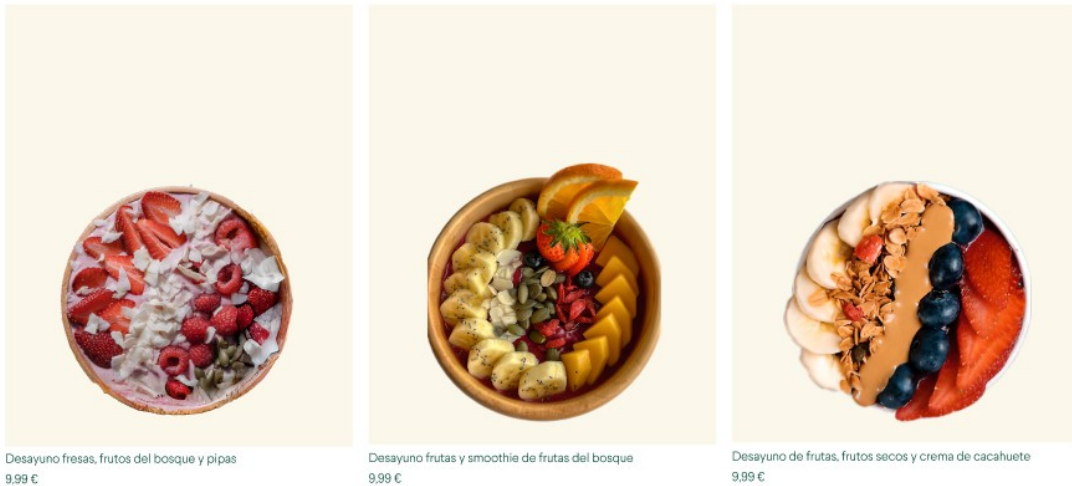 Desayuno fresas, frutos del bosque y pipas
9,99 €
Desayuno frutas y smoothie de frutas del bosque
9,99 €
Desayuno de frutas, frutos secos y crema de cacahuete
9,99 €